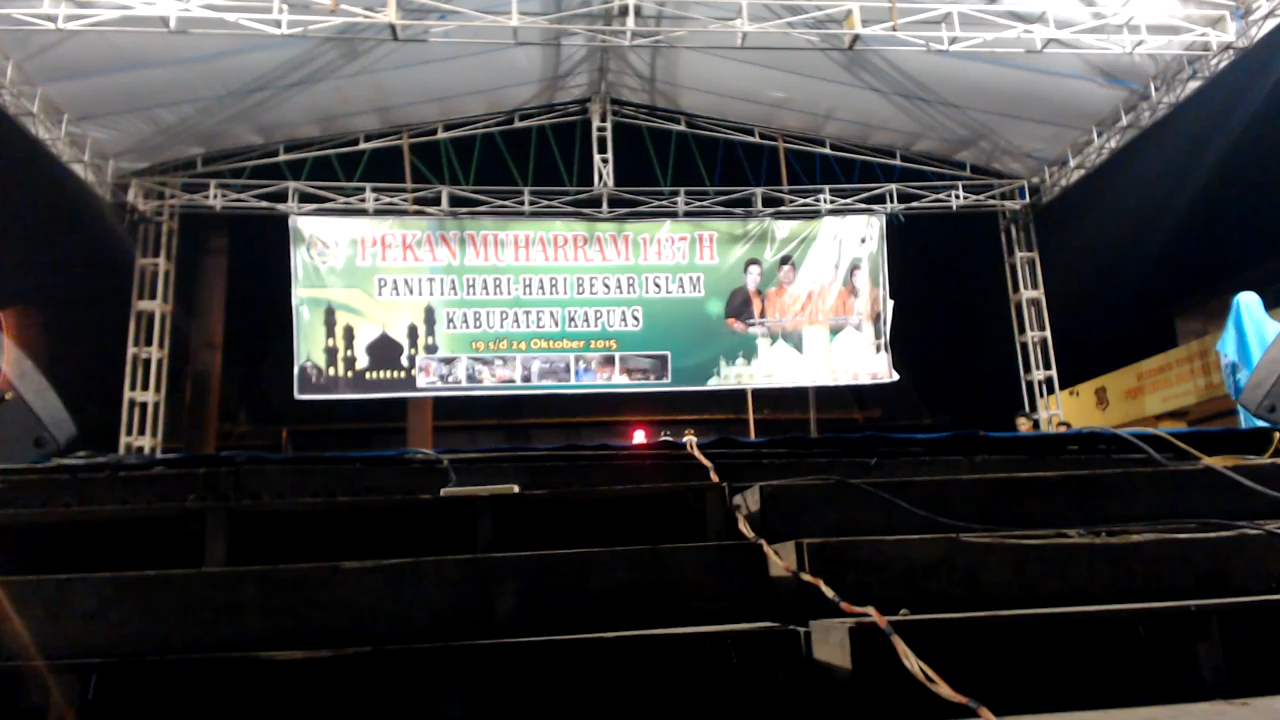 PEKAN MUHARRAM 1437 H
PANITIA HARI-HARI BESAR ISLAM
KABUPATEN KAPUAS
19 s/d 24 Oktober 2015